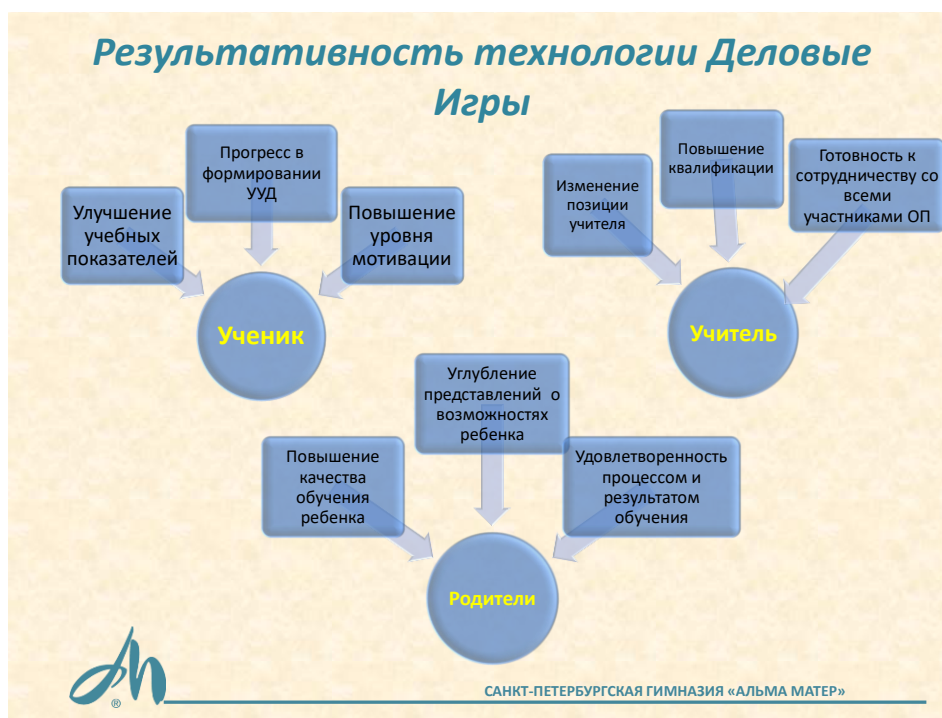 Результативность технологии Деловые
Игры
Прогресс в
формировании
УУД
Улучшение
учебных
показателей
Повышение
уровня
мотивации
Ученик
Изменение
позиции
учителя
Повышение
квалификации
Готовность к
сотрудничеству со
всеми
участниками ОП
Учитель
Углубление
представлений о
возможностях
ребенка
Повышение
качества
обучения
ребенка
Удовлетворенность
процессом и
результатом
обучения
Родители
®
САНКТ-ПЕТЕРБУРГСКАЯ ГИМНАЗИЯ «АЛЬМА МАТЕР»